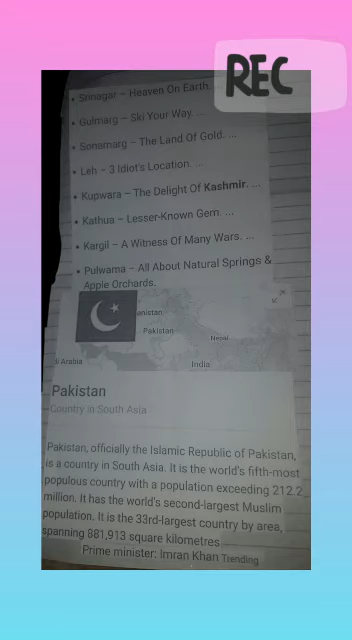 REC
• Srinagar – Heaven On Earth. ...
• Gulmarg – Ski Your Way. ...
• Sonamarg – The Land Of Gold. ...
• Leh – 3 Idiot's Location. ...
• Kupwara – The Delight Of Kashmir. ...
• Kathua – Lesser-Known Gem. ...
• Kargil – A Witness Of Many Wars. ...
• Pulwama – All About Natural Springs &
Apple Orchards.
anistan
Pakistan
Nepal
i Arabia
India
Pakistan
Country in South Asia
Pakistan, officially the Islamic Republic of Pakistan,
is a country in South Asia. It is the world's fifth-most
populous country with a population exceeding 212.2
million. It has the world's second-largest Muslim
population. It is the 33rd-largest country by area,
spanning 881,913 square kilometres
Prime minister: Imran Khan Trending